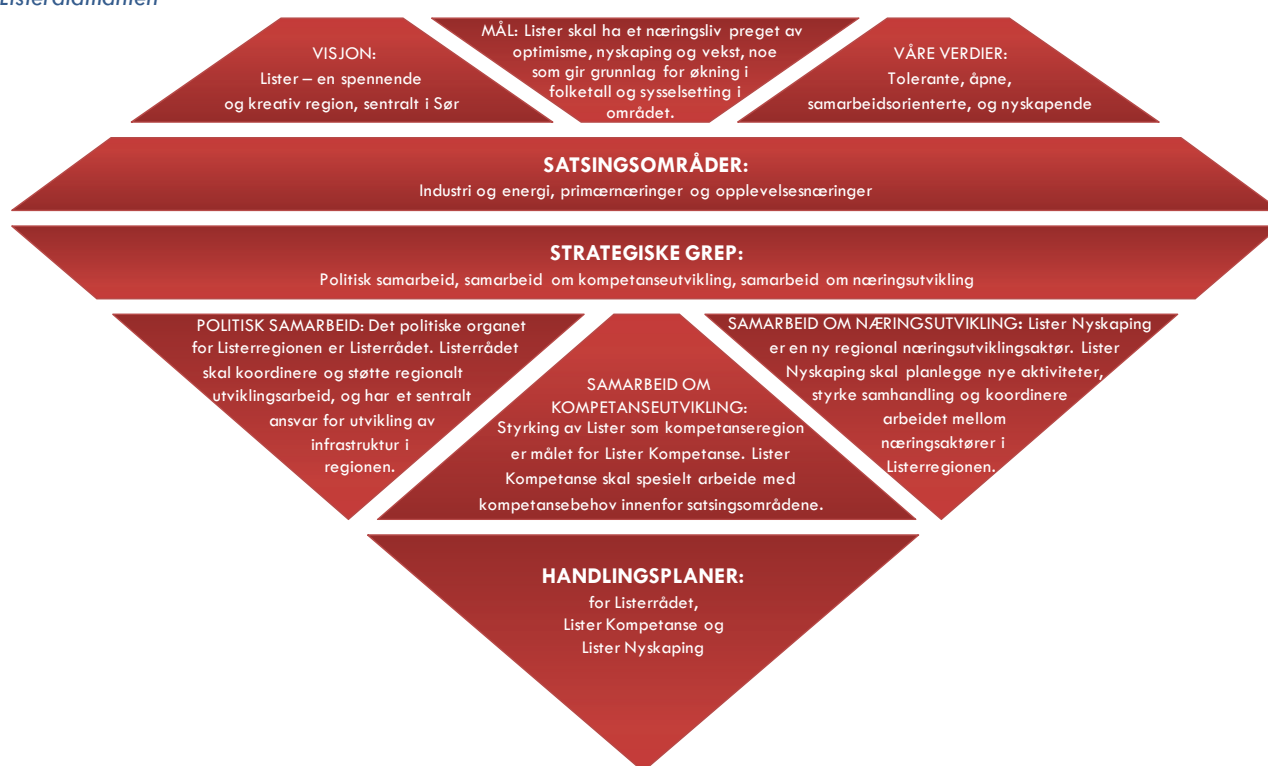 Listerdiamanten
VISJON:
Lister – en spennende
og kreativ region, sentralt i Sør
MÅL: Lister skal ha et næringsliv preget av
optimisme, nyskaping og vekst, noe
som gir grunnlag for økning i
folketall og sysselsetting i
området.
VÅRE VERDIER:
Tolerante, åpne,
samarbeidsorienterte, og nyskapende
SATSINGSOMRÅDER:
Industri og energi, primærnæringer og opplevelsesnæringer
STRATEGISKE GREP:
Politisk samarbeid, samarbeid om kompetanseutvikling, samarbeid om næringsutvikling
POLITISK SAMARBEID: Det politiske organet
for Listerregionen er Listerrådet. Listerrådet
skal koordinere og støtte regionalt
utviklingsarbeid, og har et sentralt
ansvar for utvikling av
infrastruktur i
regionen.
SAMARBEID OM
KOMPETANSEUTVIKLING:
Styrking av Lister som kompetanseregion
er målet for Lister Kompetanse. Lister
Kompetanse skal spesielt arbeide med
kompetansebehov innenfor satsingsområdene.
SAMARBEID OM NÆRINGSUTVIKLING: Lister Nyskaping
er en ny regional næringsutviklingsaktør. Lister
Nyskaping skal planlegge nye aktiviteter,
styrke samhandling og koordinere
arbeidet mellom
næringsaktører i
Listerregionen.
HANDLINGSPLANER:
for Listerrådet,
Lister Kompetanse og
Lister Nyskaping